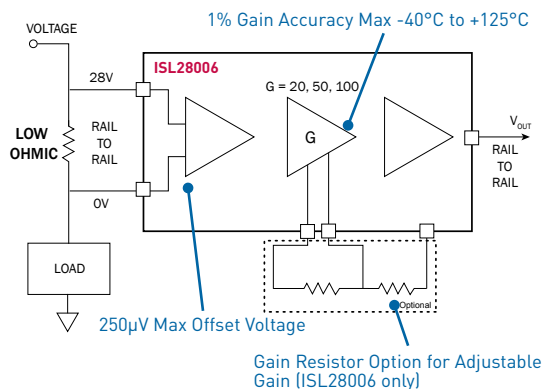 1% Gain Accuracy Max -40°C to +125°C
VOLTAGE
ISL28006
28V
G = 20, 50, 100
LOW
OHMIC
RAIL
TO
RAIL
G
VOUT
RAIL
TO
RAIL
0V
LOAD
Optional
250µV Max Offset Voltage
Gain Resistor Option for Adjustable
Gain (ISL28006 only)